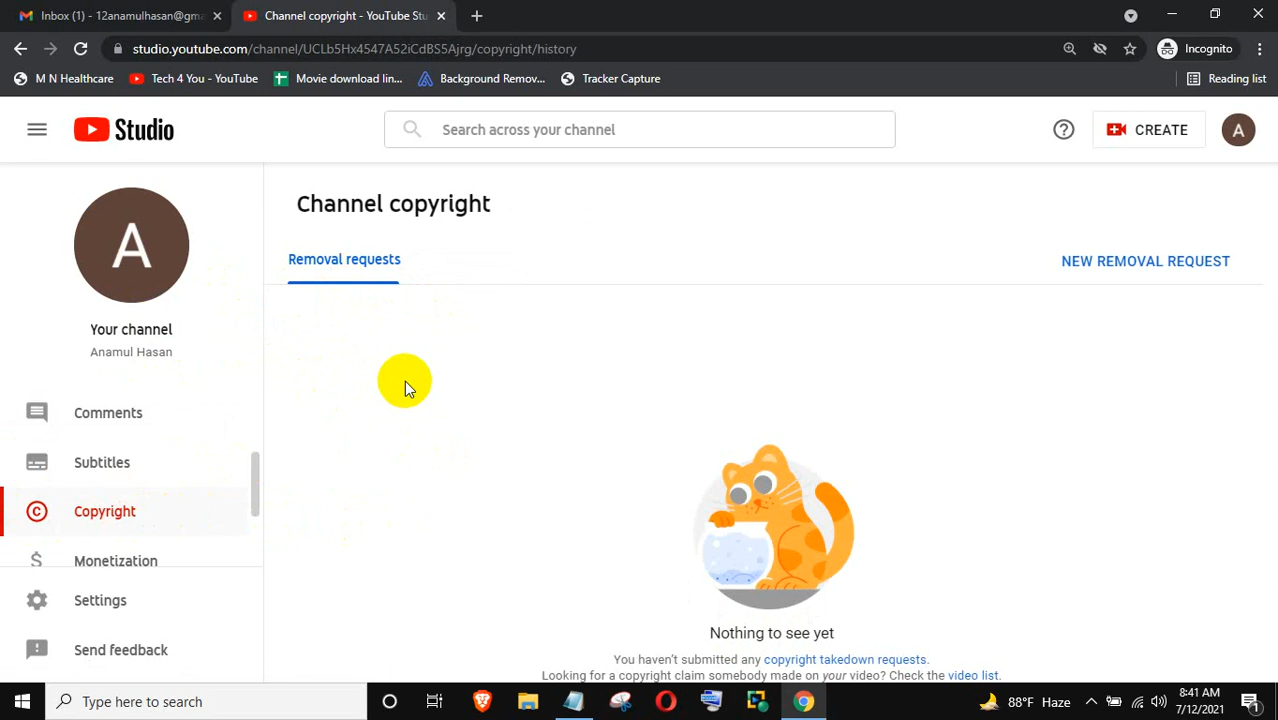 Inbox (1) - 12anamulhasan@gma
Channel copyright - YouTube Stu
studio.youtube.com/channel/UCLb5Hx4547A52iCdBS5Ajrg/copyright/history
Incognito
M N Healthcare
Tech 4 You - YouTube
Movie download lin...
Background Remov...
Tracker Capture
Reading list
Studio
Search across your channel
CREATE
A
A
Your channel
Anamul Hasan
Comments
Subtitles
Copyright
Monetization
Settings
Send feedback
Channel copyright
Removal requests
NEW REMOVAL REQUEST
Nothing to see yet
You haven't submitted any copyright takedown requests.
Looking for a copyright claim somebody made on your video? Check the video list.
Type here to search
88°F Haze
8:41 AM
7/12/2021
1